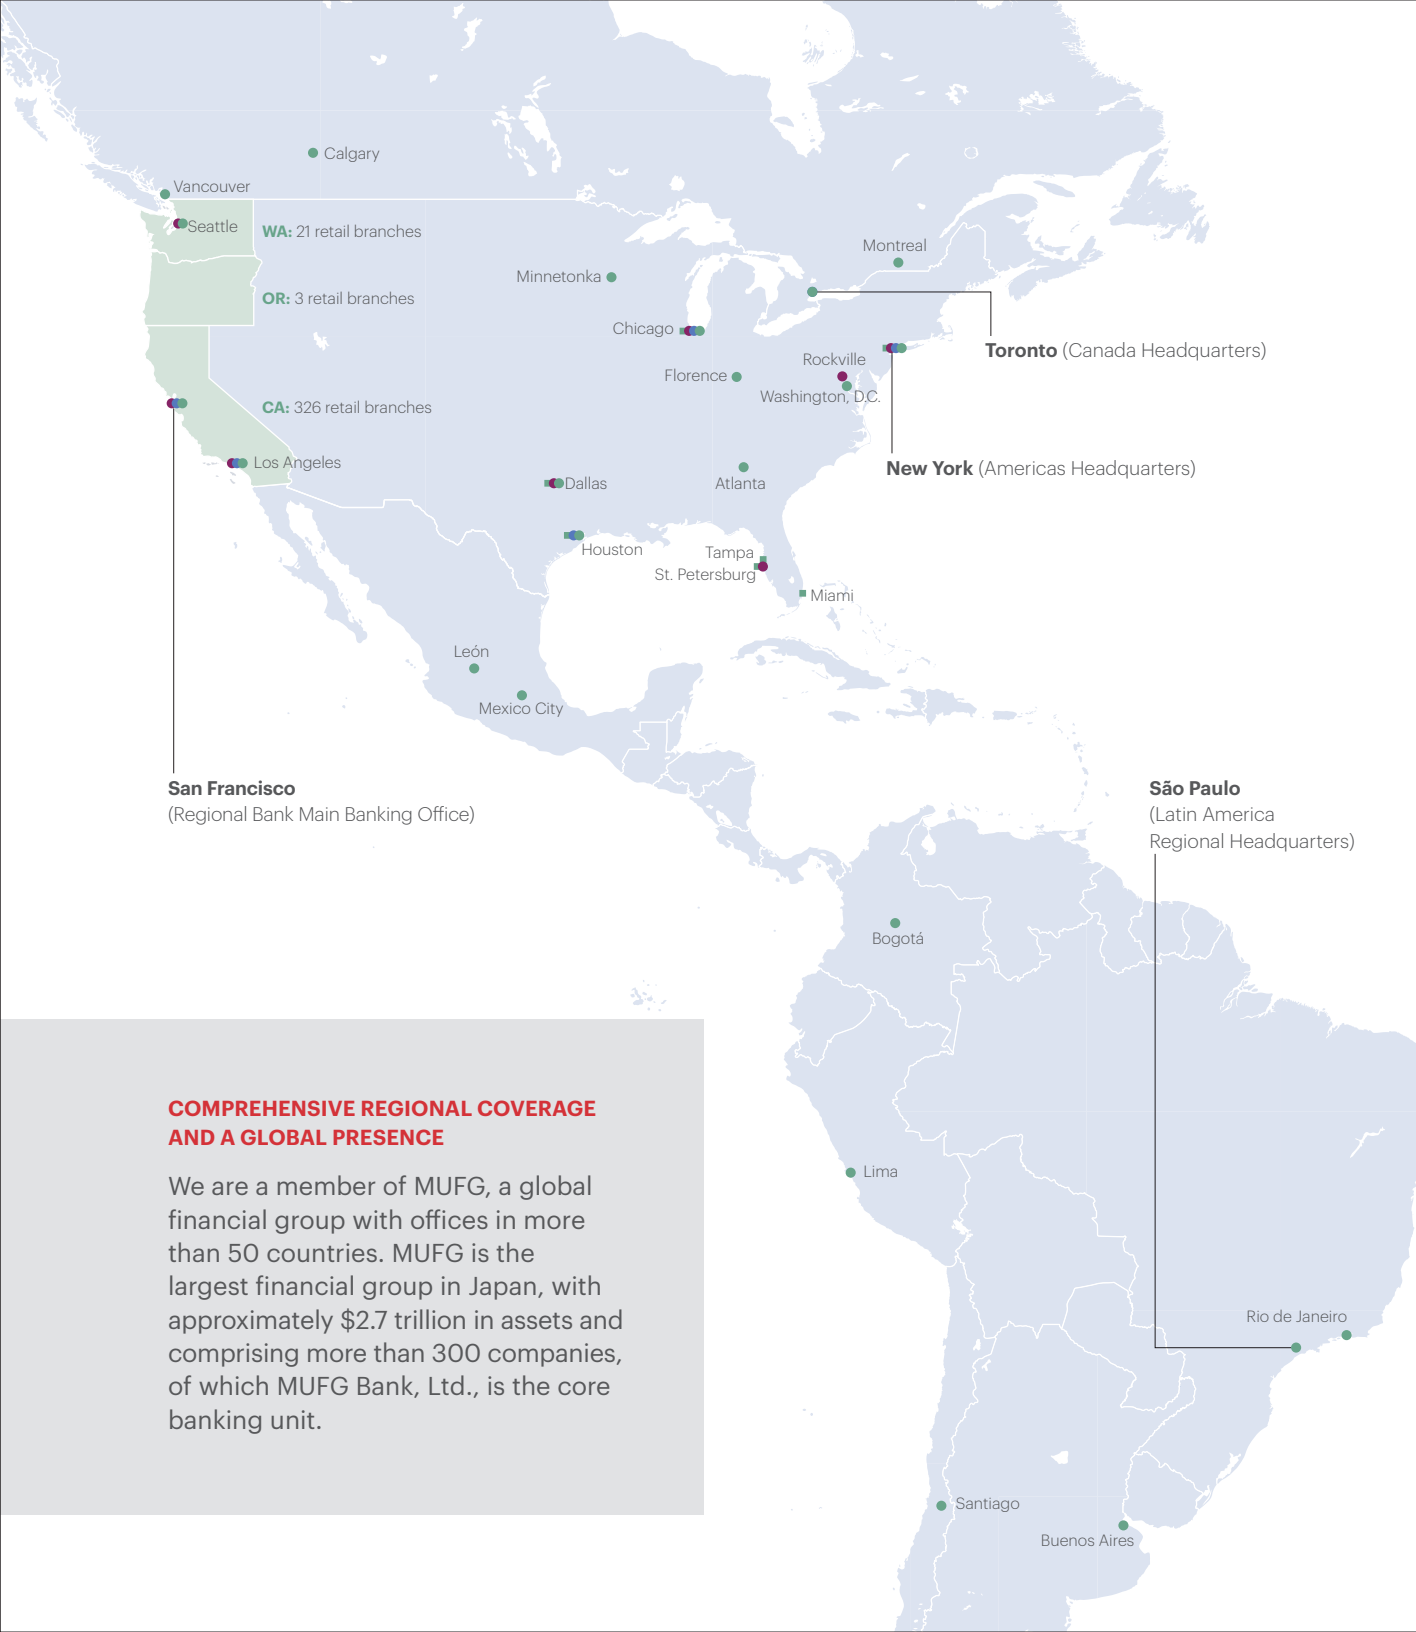 Calgary
Vancouver
Seattle
WA: 21 retail branches
Montreal
Minnetonka
OR: 3 retail branches
Chicago
Toronto (Canada Headquarters)
Rockville
Florence
Washington, D.C.
CA: 326 retail branches
Los Angeles
New York (Americas Headquarters)
Dallas
Atlanta
Houston
Tampa
St. Petersburg
Miami
León
Mexico City
San Francisco
(Regional Bank Main Banking Office)
São Paulo
(Latin America
Regional Headquarters)
Bogotá
COMPREHENSIVE REGIONAL COVERAGE
AND A GLOBAL PRESENCE
We are a member of MUFG, a global
financial group with offices in more
than 50 countries. MUFG is the
largest financial group in Japan, with
approximately $2.7 trillion in assets and
comprising more than 300 companies,
of which MUFG Bank, Ltd., is the core
banking unit.
Lima
Rio de Janeiro
Santiago
Buenos Aires